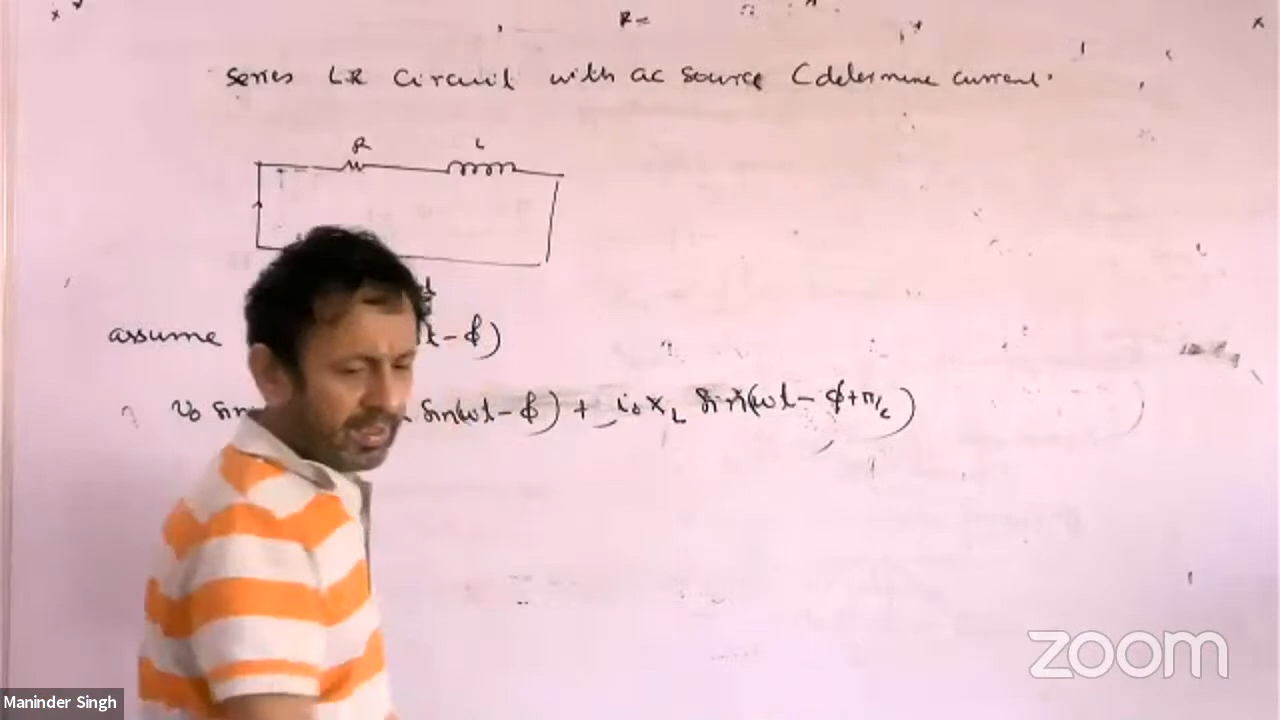 R=
series LR Circuit with ac source (determine current.
R L
assume t-ϕ)
v₀ sin sin(ωt-ϕ) + i₀ X_L sin(ωt-ϕ+π/2)
zoom
Maninder Singh